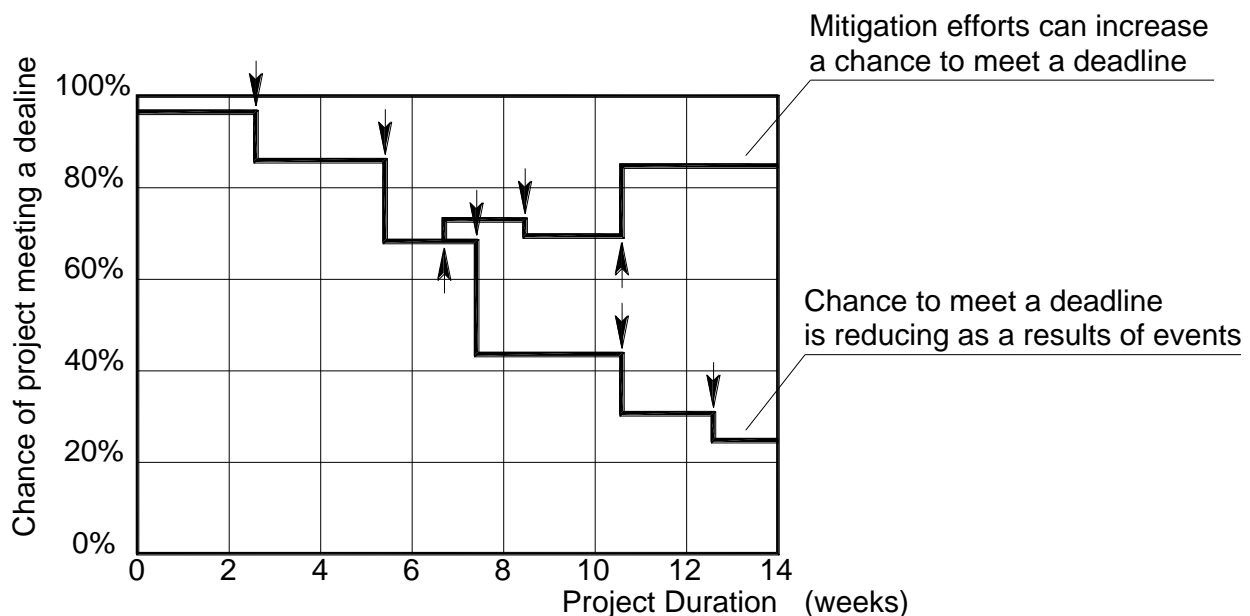 Mitigation efforts can increase
a chance to meet a deadline
Chance of project meeting a dealine
100%
80%
60%
40%
20%
0%
Chance to meet a deadline
is reducing as a results of events
0 2 4 6 8 10 12 14
Project Duration (weeks)